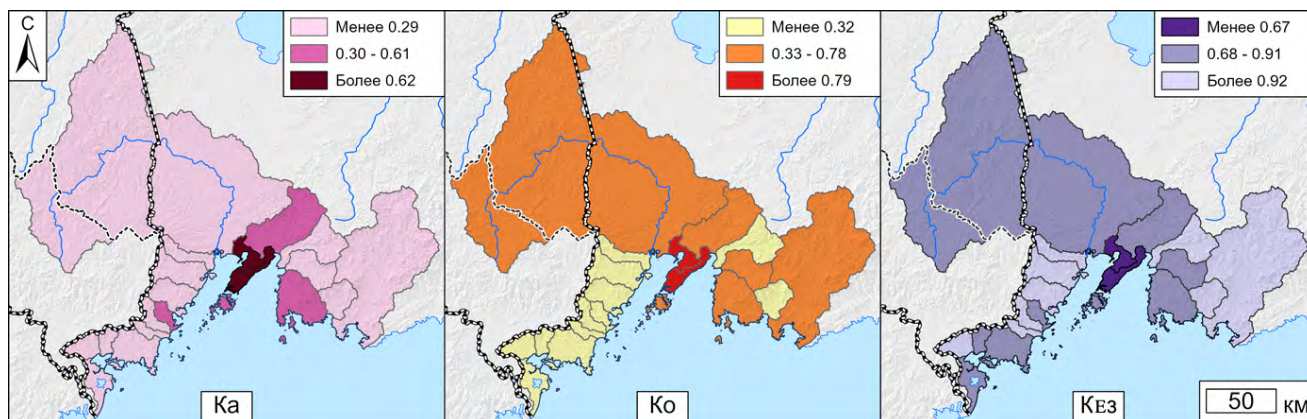 С
Менее 0.29
0.30 - 0.61
Более 0.62
Ка
Менее 0.32
0.33 - 0.78
Более 0.79
Ко
Менее 0.67
0.68 - 0.91
Более 0.92
КЕЗ
50 км